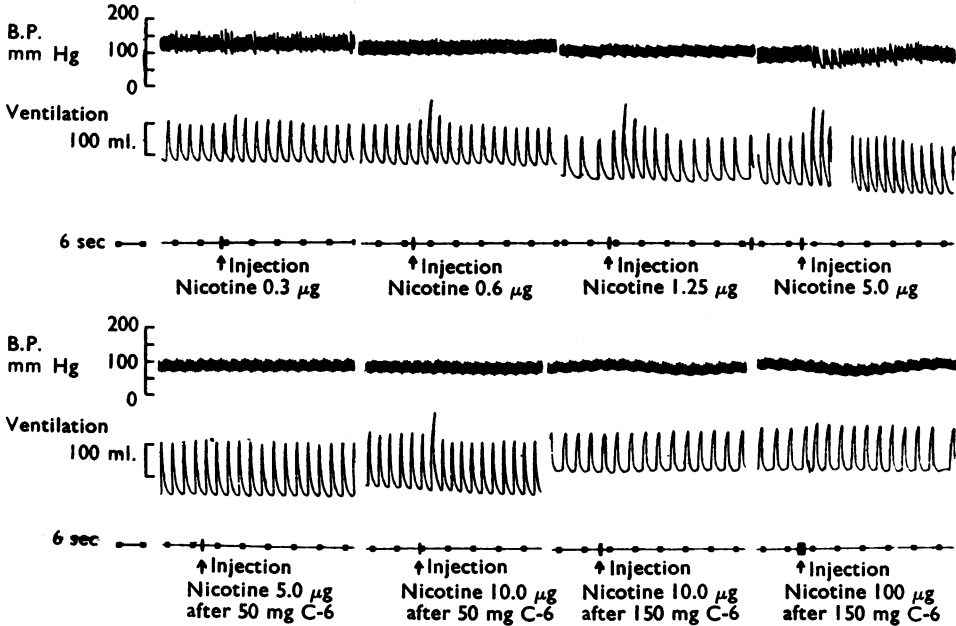 B.P.
mm Hg
200
100
0
Ventilation
100 ml.
6 sec
Injection
Nicotine 0.3 μg
Injection
Nicotine 0.6 μg
Injection
Nicotine 1.25 μg
Injection
Nicotine 5.0 μg
B.P.
mm Hg
200
100
0
Ventilation
100 ml.
6 sec
Injection
Nicotine 5.0 μg
after 50 mg C-6
Injection
Nicotine 10.0 μg
after 50 mg C-6
Injection
Nicotine 10.0 μg
after 150 mg C-6
Injection
Nicotine 100 μg
after 150 mg C-6